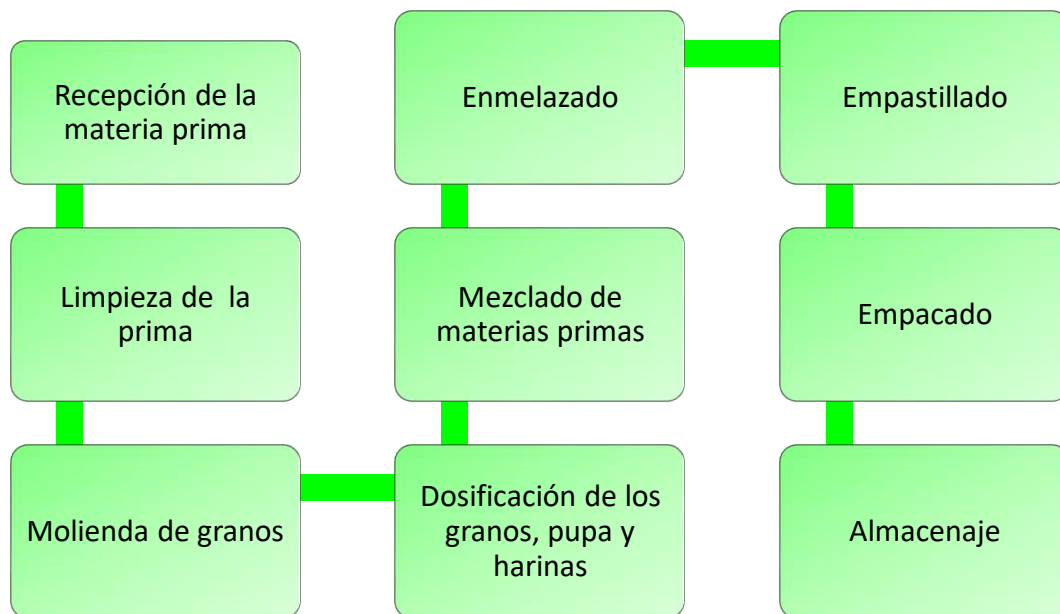 Recepción de la
materia prima
Limpieza de la
prima
Molienda de granos
Dosificación de los
granos, pupa y
harinas
Mezclado de
materias primas
Enmelazado
Empastillado
Empacado
Almacenaje